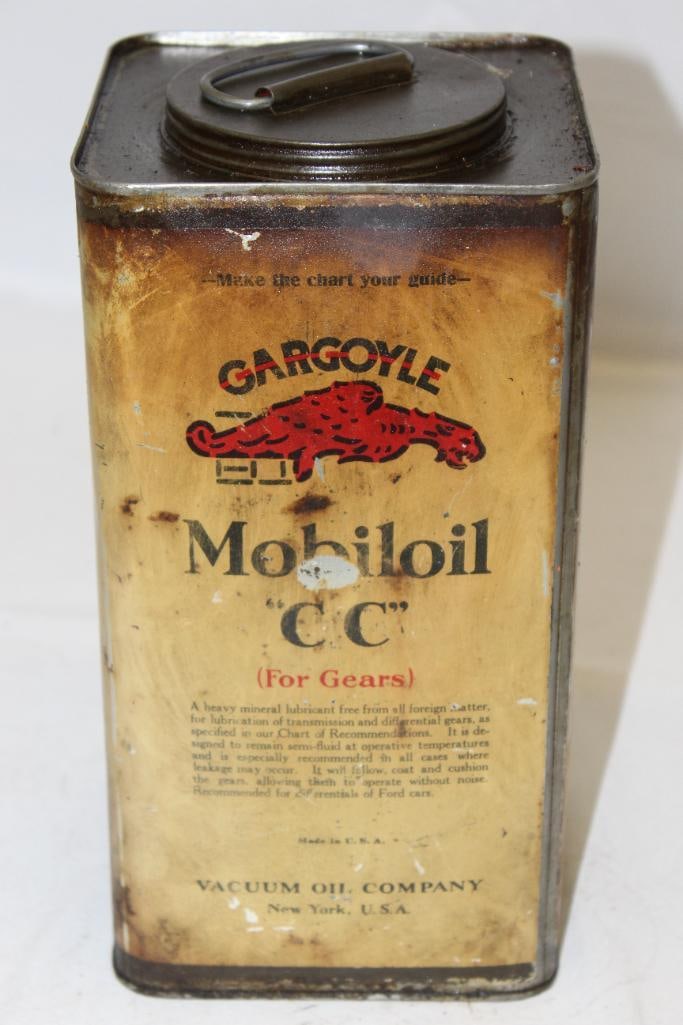 —Make the chart your guide—
GARGOYLE
Mobiloil
"CC"
(For Gears)
A heavy mineral lubricant free from all foreign matter,
for lubrication of transmission and differential gears, as
specified in our Chart of Recommendations. It is de-
signed to remain semi-fluid at operative temperatures
and is especially recommended in all cases where
leakage may occur. It will follow, coat and cushion
the gears, allowing them to operate without noise.
Recommended for differentials of Ford cars.
Made in U.S.A.
VACUUM OIL COMPANY
New York, U.S.A.